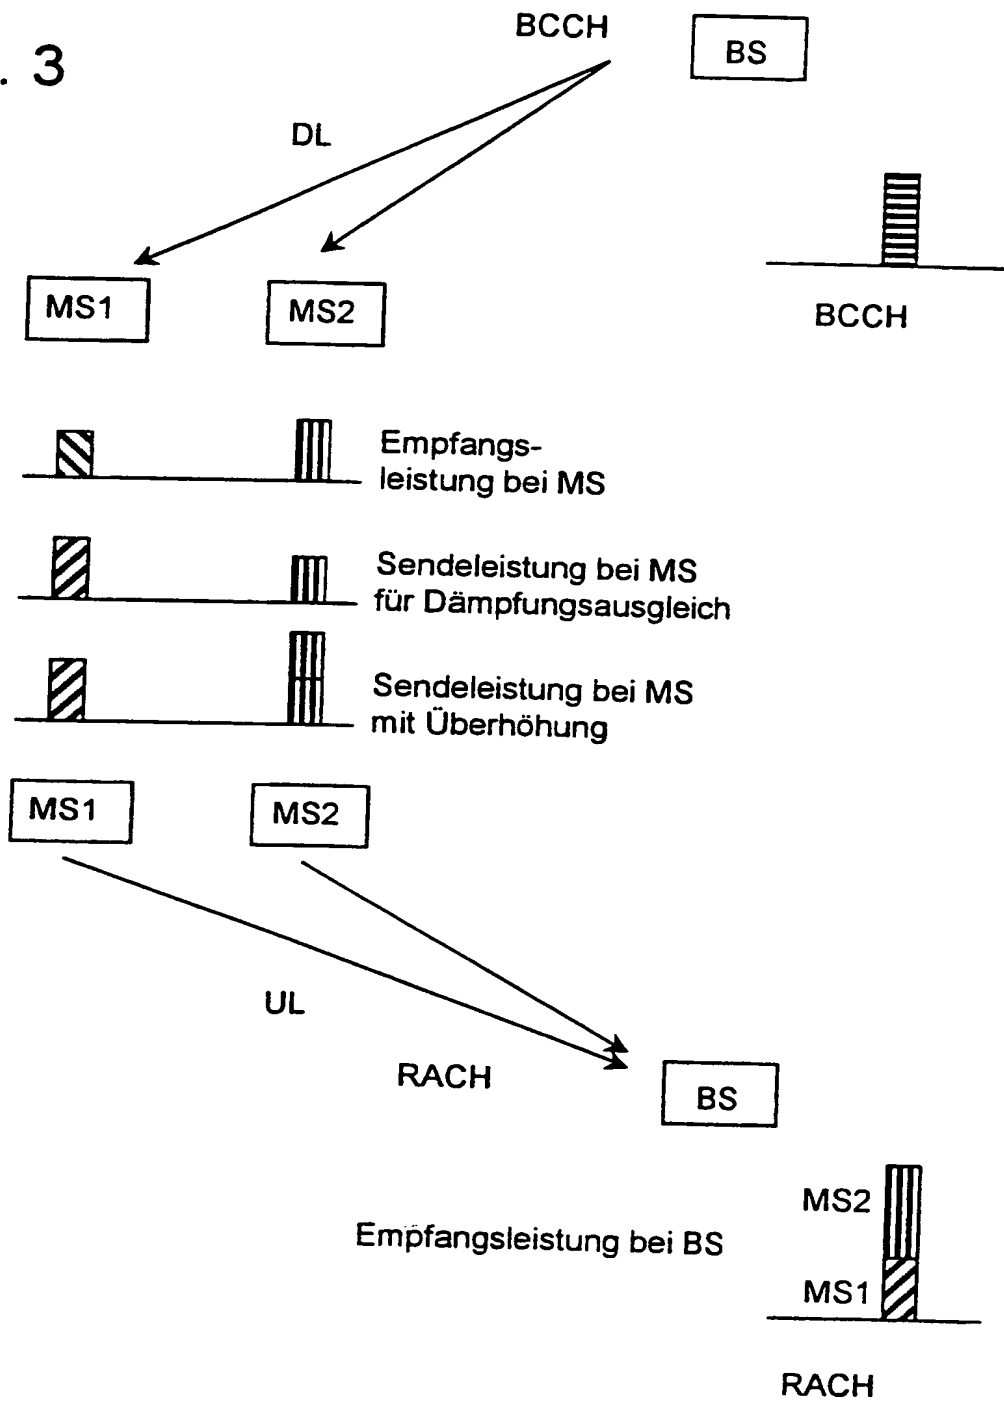 . 3
BCCH
BS
DL
MS1
MS2
BCCH
Empfangs-
leistung bei MS
Sendeleistung bei MS
für Dämpfungsausgleich
Sendeleistung bei MS
mit Überhöhung
MS1
MS2
UL
RACH
BS
MS2
Empfangsleistung bei BS
MS1
RACH